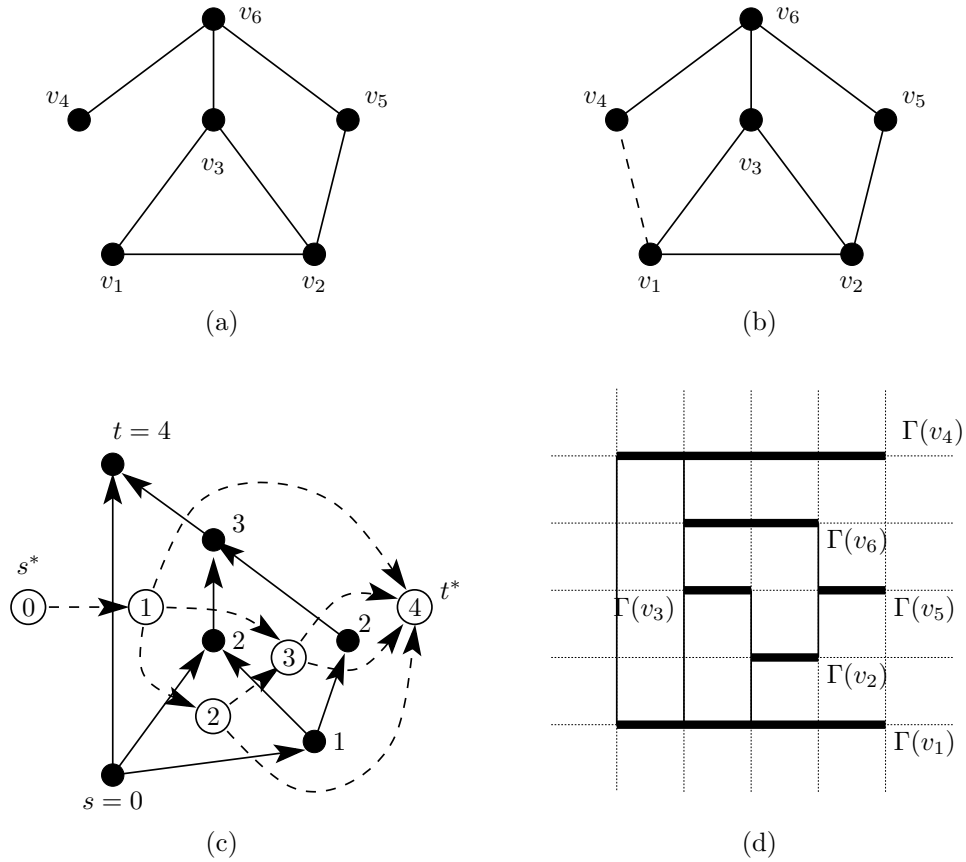 v₆
v₆
v₄
v₅
v₄
v₅
v₃
v₃
v₁
v₂
v₁
v₂
(a)
(b)
t = 4
Γ(v₄)
3
s*
Γ(v₆)
0
1
4
t*
2
2
3
Γ(v₃)
Γ(v₅)
2
1
Γ(v₂)
s = 0
Γ(v₁)
(c)
(d)